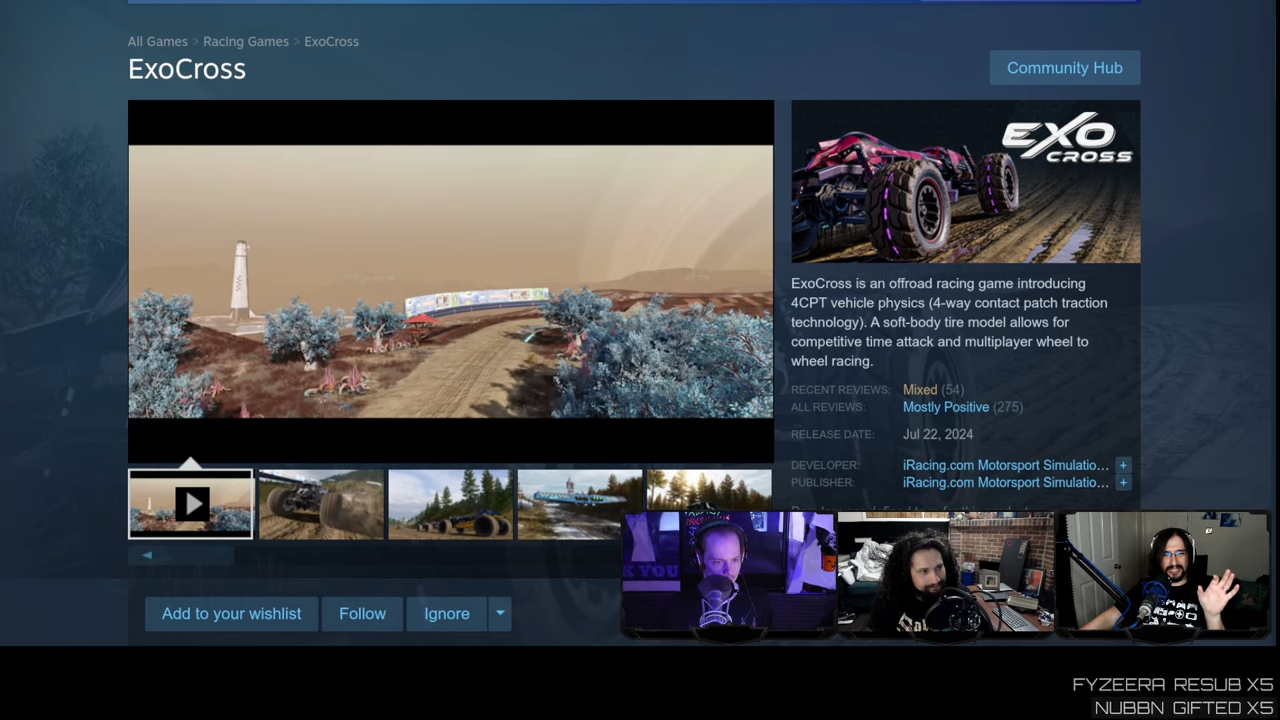 All Games > Racing Games > ExoCross
ExoCross
Community Hub
EXO
CROSS
ExoCross is an offroad racing game introducing
4CPT vehicle physics (4-way contact patch traction
technology). A soft-body tire model allows for
competitive time attack and multiplayer wheel to
wheel racing.
RECENT REVIEWS: Mixed (54)
ALL REVIEWS: Mostly Positive (275)
RELEASE DATE: Jul 22, 2024
DEVELOPER: iRacing.com Motorsport Simulatio... +
PUBLISHER: iRacing.com Motorsport Simulatio... +
Add to your wishlist
Follow
Ignore
FYZEERA RESUB X5
NUBBN GIFTED X5